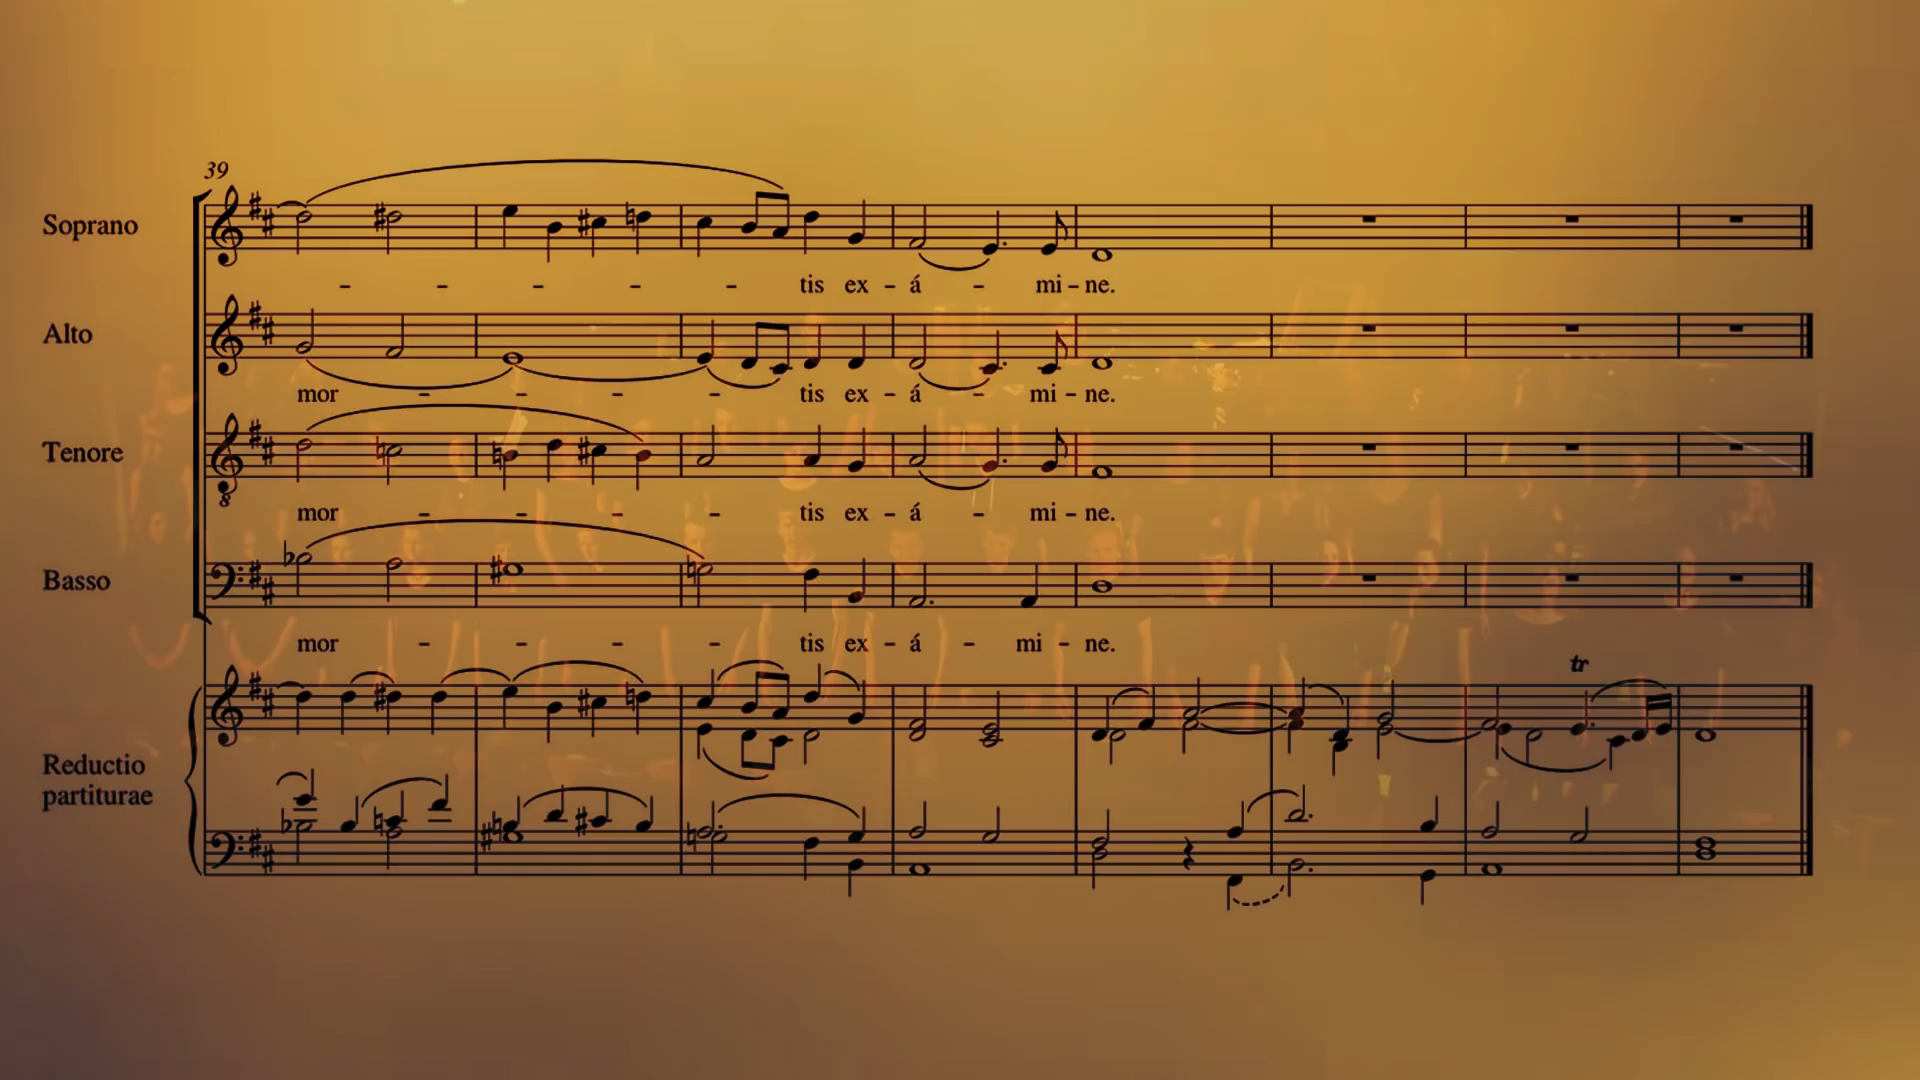 39
Soprano
- - - - - tis ex - á - mi - ne.
Alto
mor - - - - tis ex - á - mi - ne.
Tenore
8
mor - - - - tis ex - á - mi - ne.
Basso
mor - - - - tis ex - á - mi - ne.
tr
Reductio
partiturae